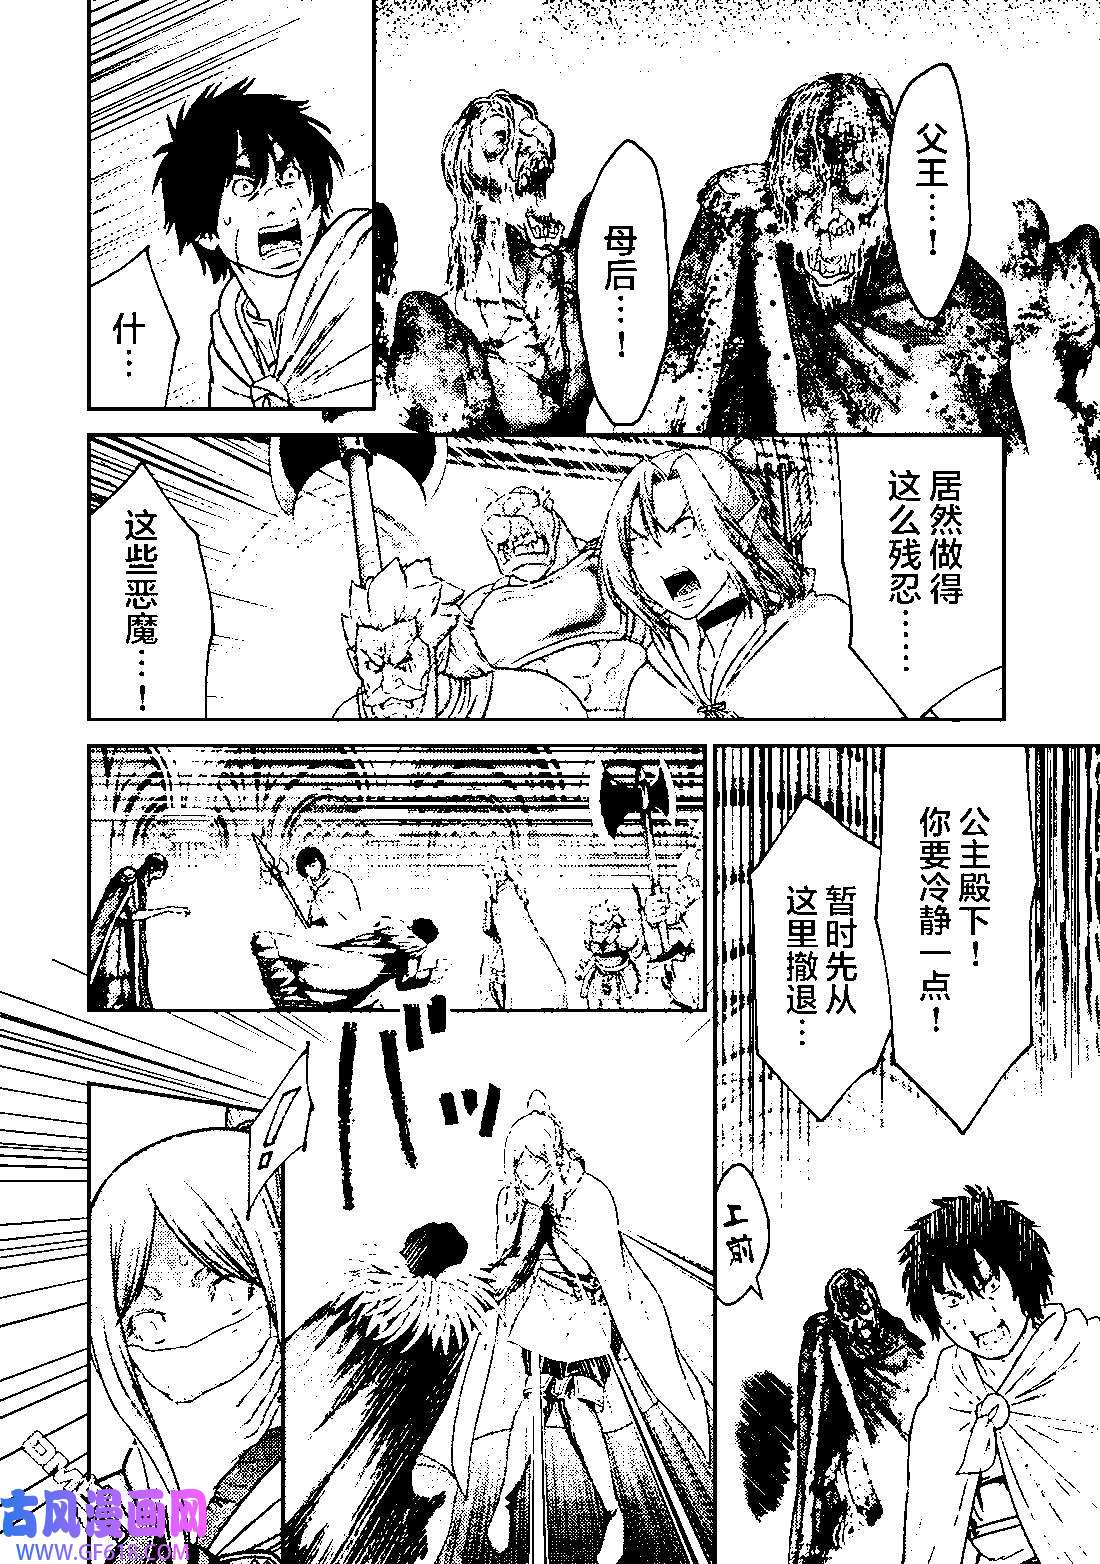 父王……！
母后…！
什…
居然做得
这么残忍……
这些恶魔…！
公主殿下！
你要冷静一点！
暂时先从
这里撤退…
バッ
!!
上前
古风漫画网
WWW.GF618.COM